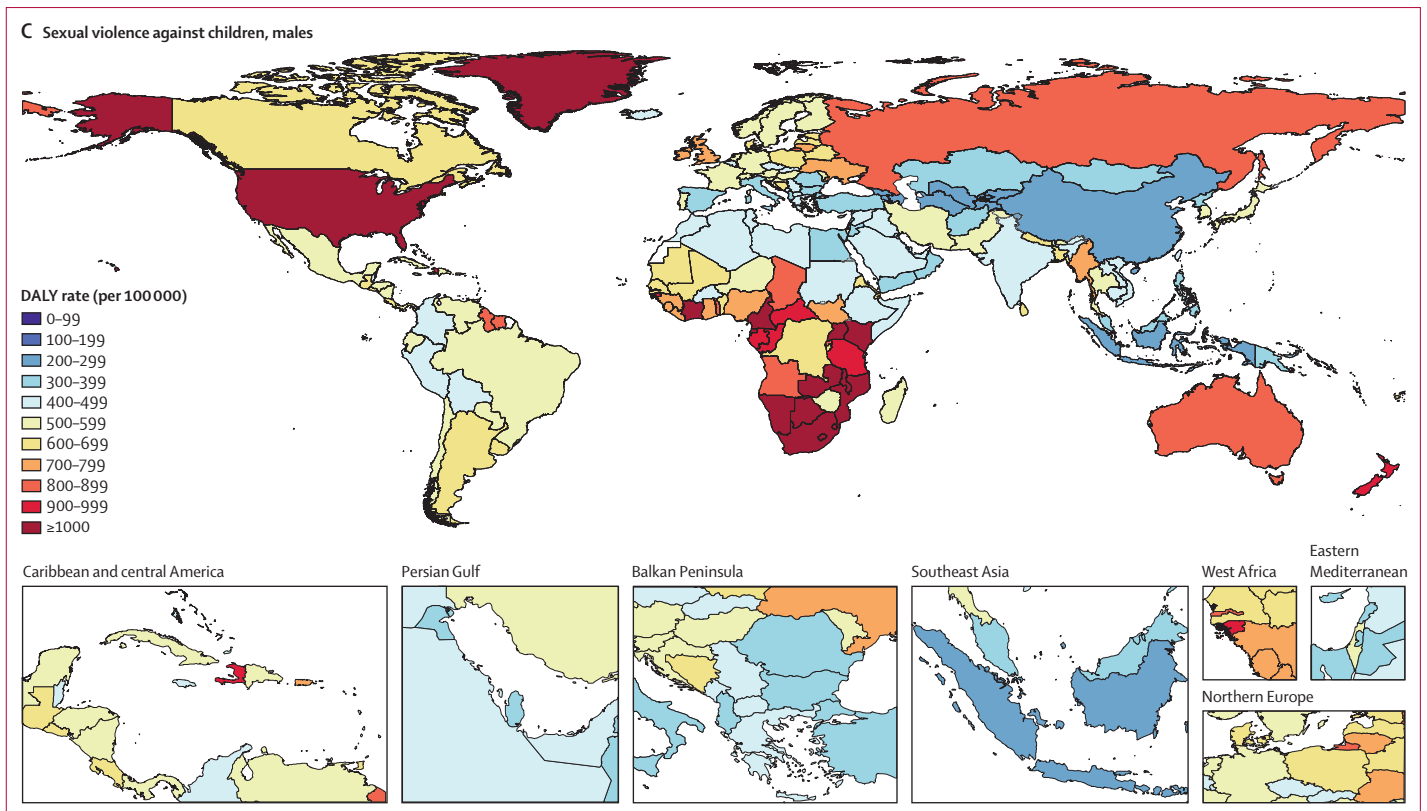 C Sexual violence against children, males
DALY rate (per 100 000)
0–99
100–199
200–299
300–399
400–499
500–599
600–699
700–799
800–899
900–999
≥1000
Caribbean and central America
Persian Gulf
Balkan Peninsula
Southeast Asia
West Africa
Eastern
Mediterranean
Northern Europe